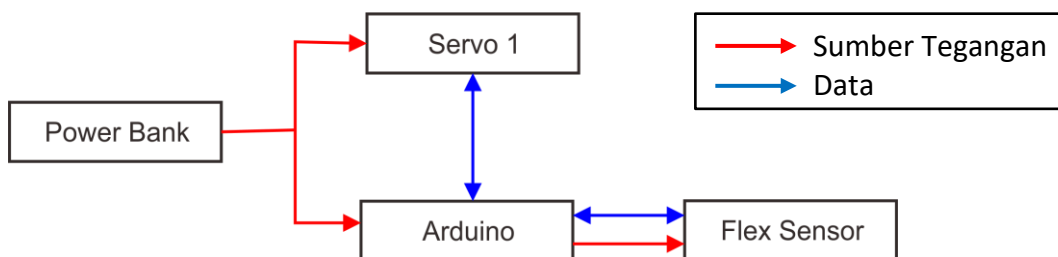 Servo 1
Sumber Tegangan
Data
Power Bank
Arduino
Flex Sensor